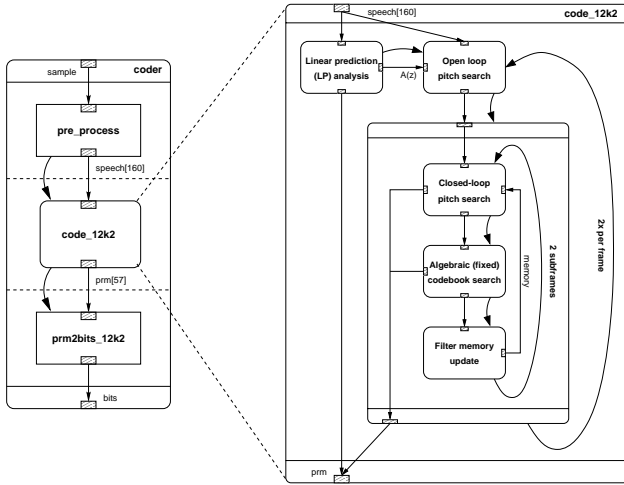 coder
sample
pre_process
speech[160]
code_12k2
prm[57]
prm2bits_12k2
bits
speech[160]
code_12k2
Linear prediction
(LP) analysis
A(z)
Open loop
pitch search
Closed-loop
pitch search
Algebraic (fixed)
codebook search
Filter memory
update
memory
2 subframes
2x per frame
prm